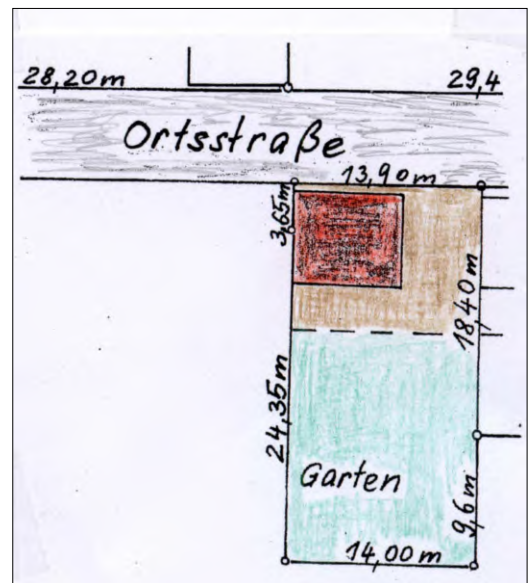 28,20m 29,4
Ortsstraße
13,90m
3,65m
18,40m
24,35m
Garten
9,6m
14,00m